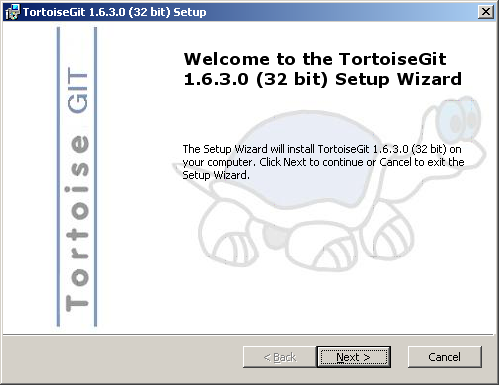 TortoiseGit 1.6.3.0 (32 bit) Setup
Welcome to the TortoiseGit
1.6.3.0 (32 bit) Setup Wizard
Tortoise GIT
The Setup Wizard will install TortoiseGit 1.6.3.0 (32 bit) on
your computer. Click Next to continue or Cancel to exit the
Setup Wizard.
< Back
Next >
Cancel